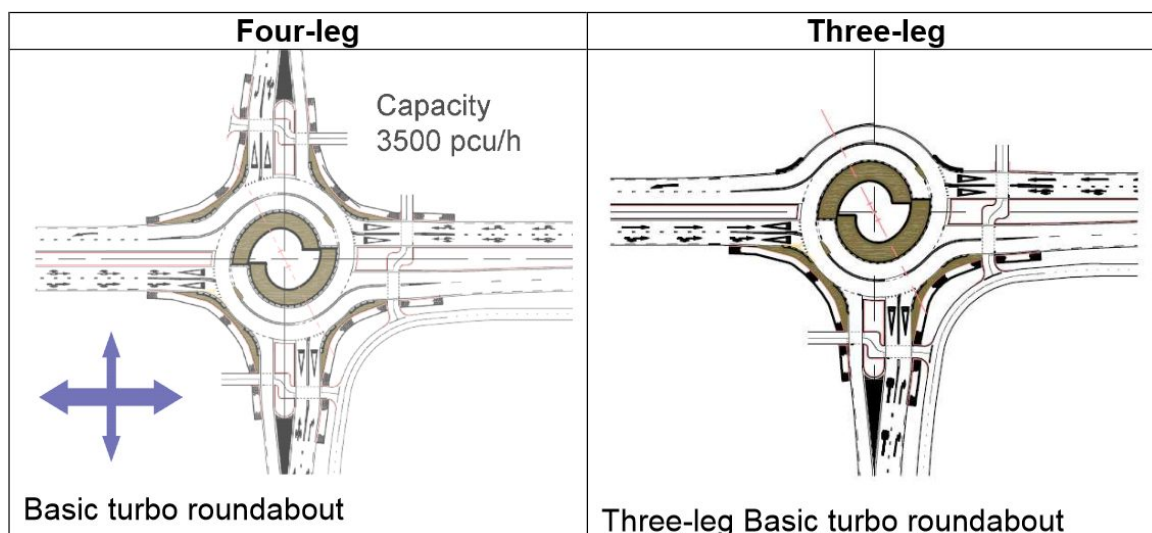 Four-leg
Three-leg
Capacity
3500 pcu/h
Basic turbo roundabout
Three-leg Basic turbo roundabout